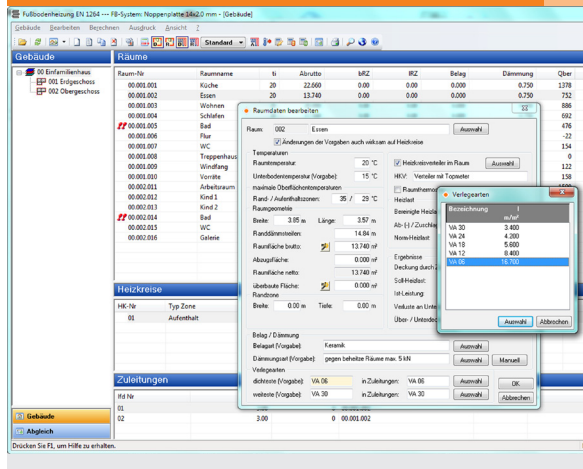 Fußbodenheizung EN 1264 --- FB-System: Noppenplatte 14x2.0 mm - [Gebäude]
Gebäude Bearbeiten Berechnen Ausdruck Ansicht ?
Standard
Gebäude
00 Einfamilienhaus
001 Erdgeschoss
002 Obergeschoss
Räume
Raum-Nr Raumname ti Abrutto bRZ lRZ Belag Dämmung Qber
00.001.001 Küche 20 22.660 0.00 0.00 0.000 0.750 1378
00.001.002 Essen 20 13.740 0.00 0.00 0.000 0.750 752
00.001.003 Wohnen 886
00.001.004 Schlafen 692
00.001.005 Bad 476
00.001.006 Flur -22
00.001.007 WC 154
00.001.008 Treppenhaus 0
00.001.009 Windfang 122
00.001.010 Vorräte 158
00.002.011 Arbeitsraum
00.002.012 Kind 1
00.002.013 Kind 2
00.002.014 Bad
00.002.015 WC
00.002.016 Galerie
Heizkreise
HK-Nr Typ Zone
01 Aufenthalt
Zuleitungen
lfd Nr
01
02 3.00 0 00.001.002
Gebäude
Abgleich
Drücken Sie F1, um Hilfe zu erhalten.
Raumdaten bearbeiten
Raum: 002 Essen Auswahl
Änderungen der Vorgaben auch wirksam auf Heizkreise
Temperaturen
Raumtemperatur: 20 °C
Unterbodentemperatur (Vorgabe): 15 °C
maximale Oberflächentemperaturen
Rand- / Aufenthaltszonen: 35 / 29 °C
Raumgeometrie
Breite: 3.85 m Länge: 3.57 m
Randdämmstreifen: 14.84 m
Raumfläche brutto: 13.740 m²
Abzugsfläche: 0.000 m²
Raumfläche netto: 13.740 m²
überbaute Fläche: 0.000 m²
Randzone
Breite: 0.00 m Tiefe: 0.00 m
Heizkreisverteiler im Raum Auswahl
HKV: Verteiler mit Topmeter
Raumthermos
Heizlast
Bereinigte Heizla
Ab- (-) / Zuschlag
Norm-Heizlast
Ergebnisse
Deckung durch Z
Soll-Heizlast:
Ist-Leistung:
Verluste an Unte
Über- / Unterdec
Belag / Dämmung
Belagart (Vorgabe): Keramik Auswahl
Dämmungsart (Vorgabe): gegen beheitze Räume max. 5 kN Auswahl Manuell
Verlegearten
dichteste (Vorgabe): VA 06 in Zuleitungen: VA 06 Auswahl OK
weiteste (Vorgabe): VA 30 in Zuleitungen: VA 30 Auswahl Abbrechen
Verlegearten
Bezeichnung l
m/m²
VA 30 3.400
VA 24 4.200
VA 18 5.600
VA 12 8.400
VA 06 16.700
Auswahl Abbrechen